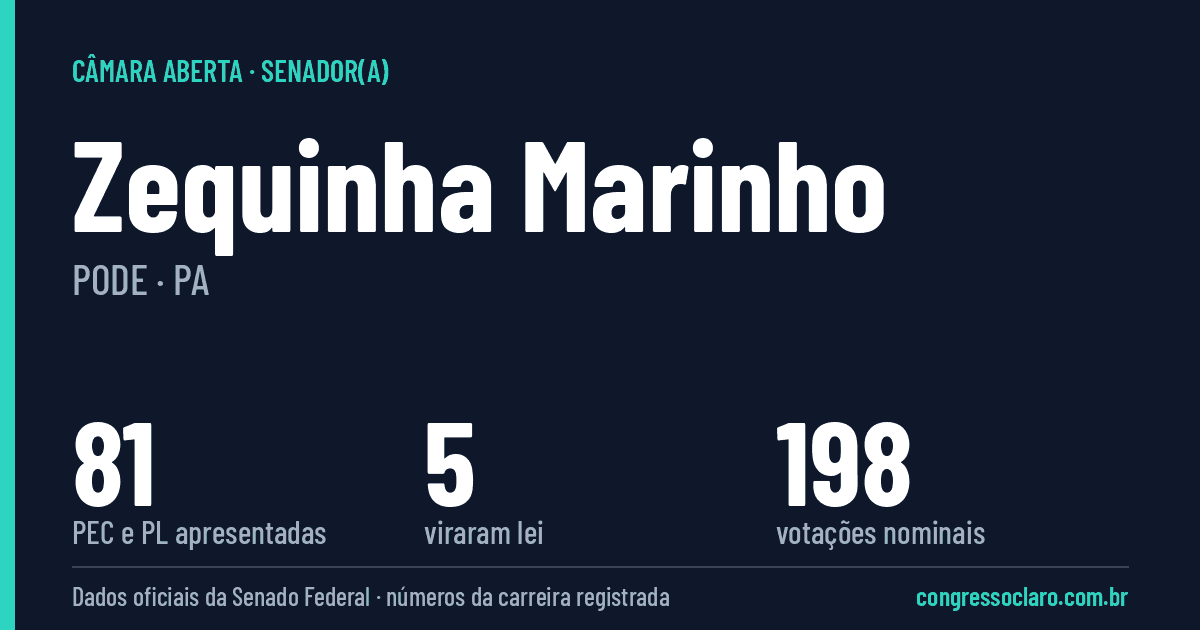 CÂMARA ABERTA · SENADOR(A)
Zequinha Marinho
PODE · PA
81
PEC e PL apresentadas
5
viraram lei
198
votações nominais
Dados oficiais da Senado Federal · números da carreira registrada
congressoclaro.com.br